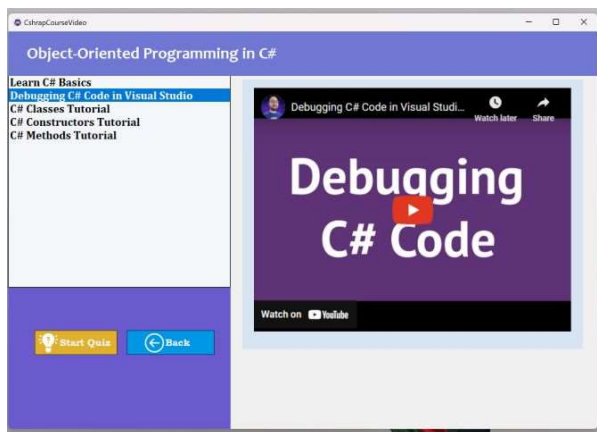 CshrapCourseVideo
Object-Oriented Programming in C#
Learn C# Basics
Debugging C# Code in Visual Studio
C# Classes Tutorial
C# Constructors Tutorial
C# Methods Tutorial
Debugging C# Code in Visual Studi...
Watch later
Share
Debugging
C# Code
Watch on YouTube
Start Quiz
Back